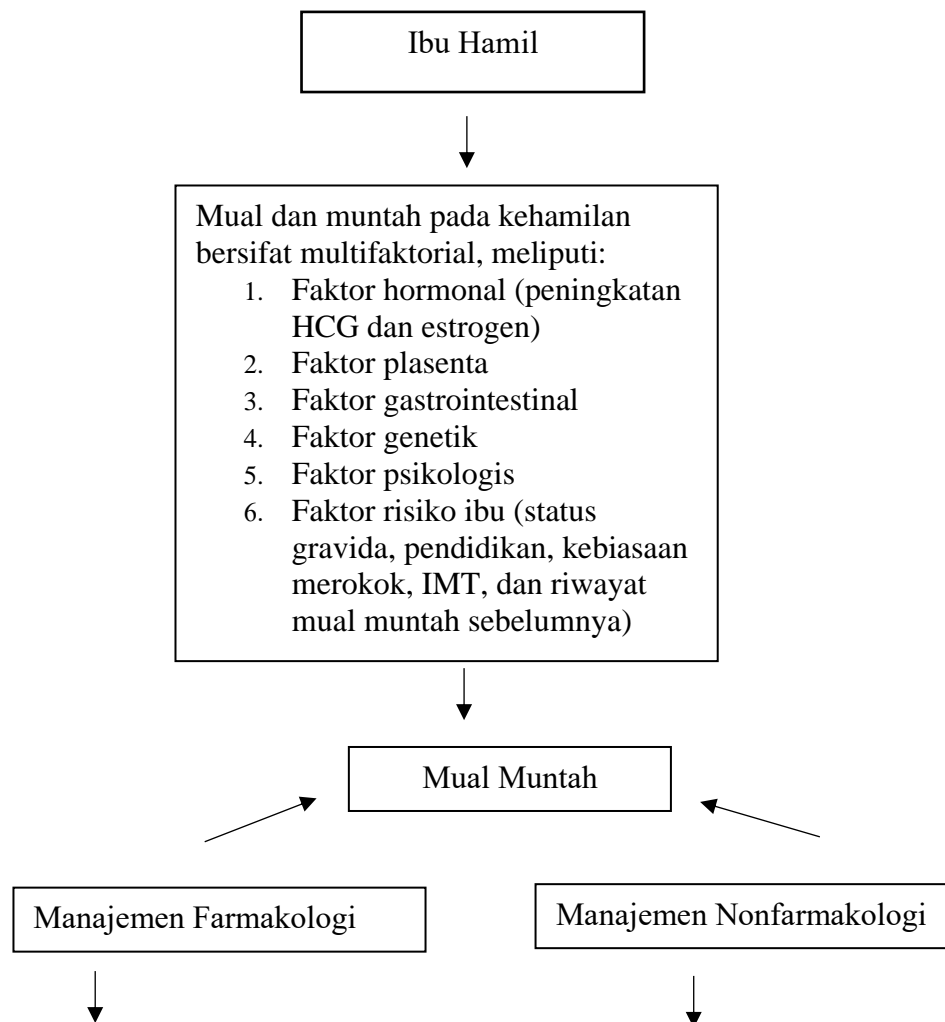 Ibu Hamil
Mual dan muntah pada kehamilan
bersifat multifaktorial, meliputi:
1. Faktor hormonal (peningkatan
HCG dan estrogen)
2. Faktor plasenta
3. Faktor gastrointestinal
4. Faktor genetik
5. Faktor psikologis
6. Faktor risiko ibu (status
gravida, pendidikan, kebiasaan
merokok, IMT, dan riwayat
mual muntah sebelumnya)
Mual Muntah
Manajemen Farmakologi
Manajemen Nonfarmakologi